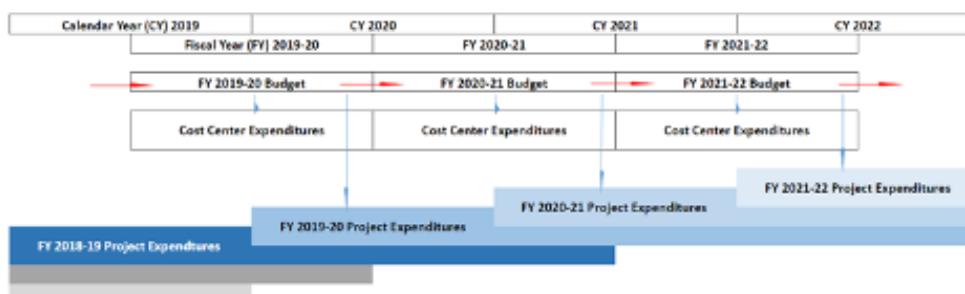 Calendar Year (CY) 2019 CY 2020 CY 2021 CY 2022
Fiscal Year (FY) 2019-20 FY 2020-21 FY 2021-22
FY 2019-20 Budget FY 2020-21 Budget FY 2021-22 Budget
Cost Center Expenditures Cost Center Expenditures Cost Center Expenditures
FY 2021-22 Project Expenditures
FY 2020-21 Project Expenditures
FY 2019-20 Project Expenditures
FY 2018-19 Project Expenditures